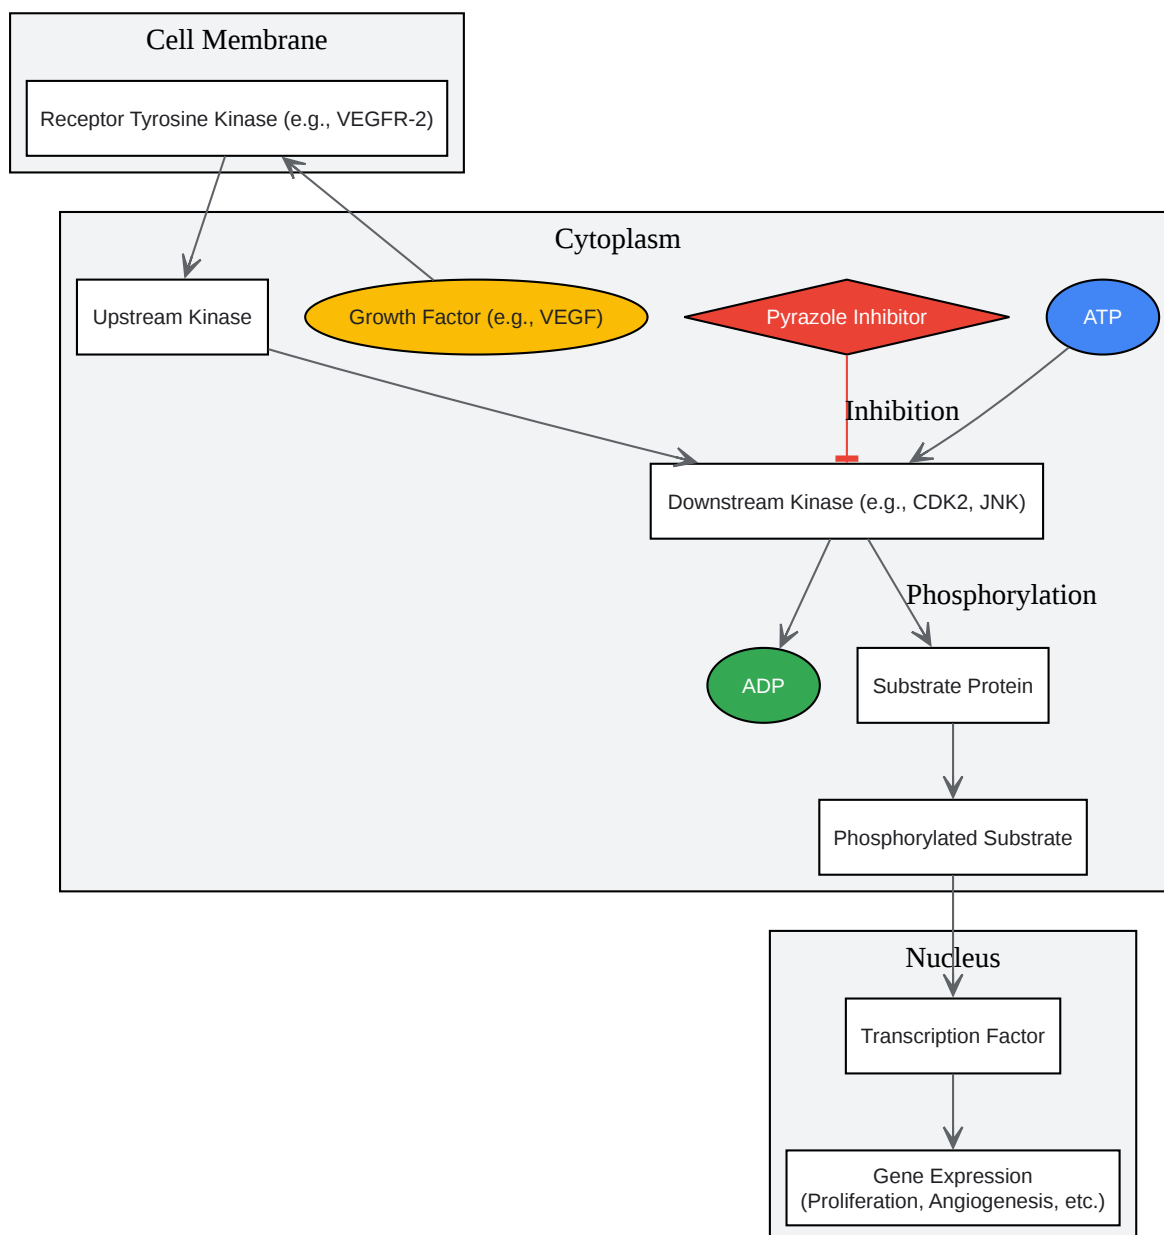 Cell Membrane
Receptor Tyrosine Kinase (e.g., VEGFR-2)
Cytoplasm
Upstream Kinase
Growth Factor (e.g., VEGF)
Pyrazole Inhibitor
ATP
Inhibition
Downstream Kinase (e.g., CDK2, JNK)
Phosphorylation
ADP
Substrate Protein
Phosphorylated Substrate
Nucleus
Transcription Factor
Gene Expression
(Proliferation, Angiogenesis, etc.)